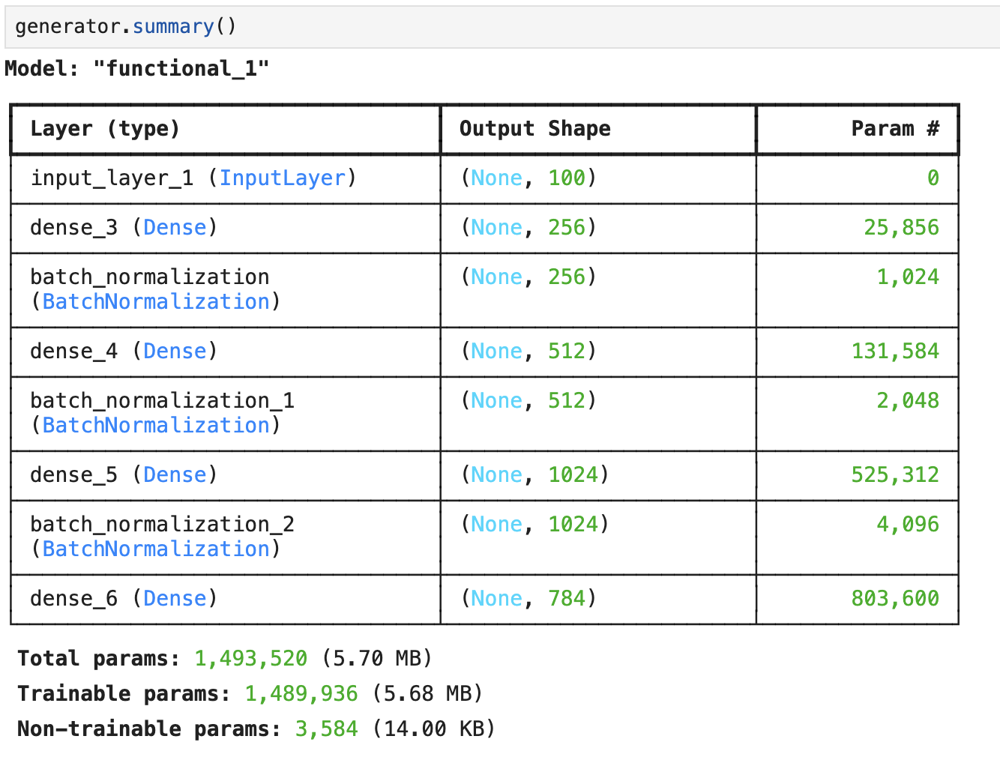 generator.summary()
Model: "functional_1"
Layer (type) Output Shape Param #
input_layer_1 (InputLayer) (None, 100) 0
dense_3 (Dense) (None, 256) 25,856
batch_normalization (None, 256) 1,024
(BatchNormalization)
dense_4 (Dense) (None, 512) 131,584
batch_normalization_1 (None, 512) 2,048
(BatchNormalization)
dense_5 (Dense) (None, 1024) 525,312
batch_normalization_2 (None, 1024) 4,096
(BatchNormalization)
dense_6 (Dense) (None, 784) 803,600
Total params: 1,493,520 (5.70 MB)
Trainable params: 1,489,936 (5.68 MB)
Non-trainable params: 3,584 (14.00 KB)